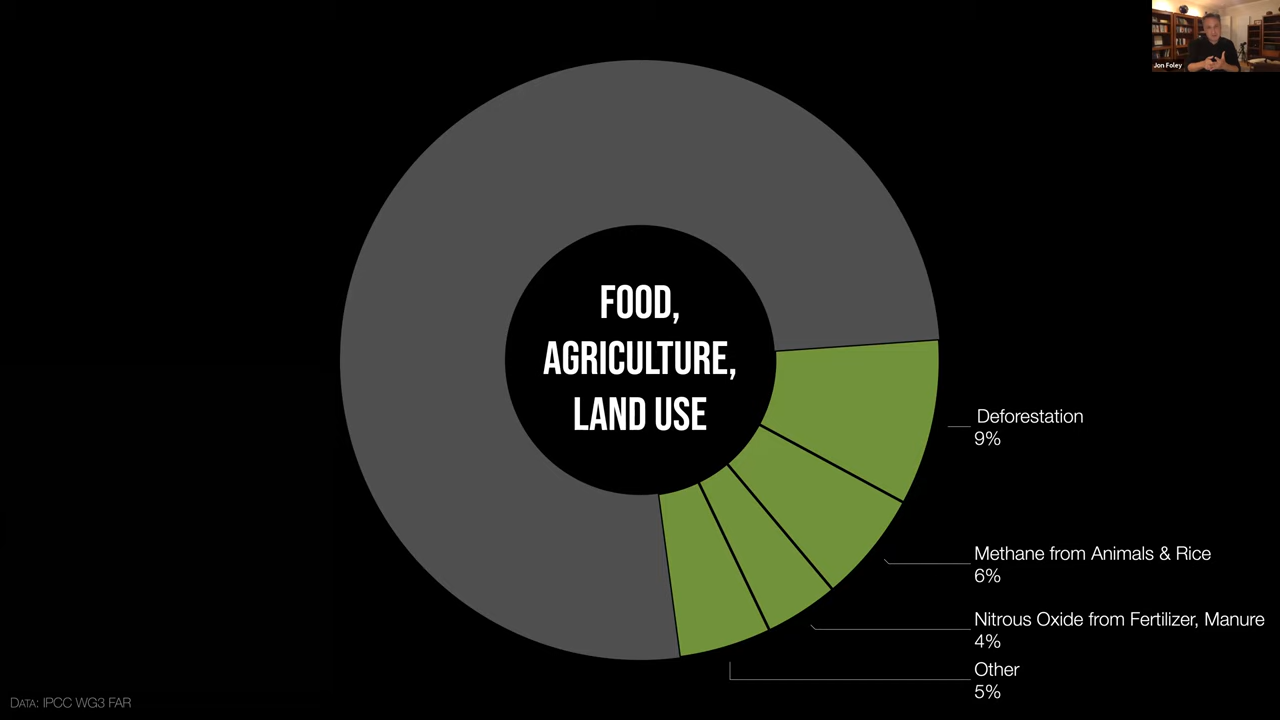 Jon Foley
FOOD,
AGRICULTURE,
LAND USE
Deforestation
9%
Methane from Animals & Rice
6%
Nitrous Oxide from Fertilizer, Manure
4%
Other
5%
DATA: IPCC WG3 FAR